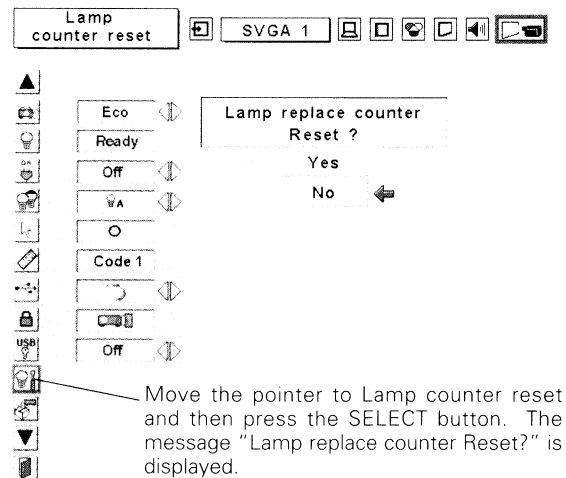 Lamp
counter reset
SVGA 1
Eco
Lamp replace counter
Reset ?
Ready
Yes
Off
No
A
Code 1
USB
Off
Move the pointer to Lamp counter reset
and then press the SELECT button. The
message "Lamp replace counter Reset?" is
displayed.